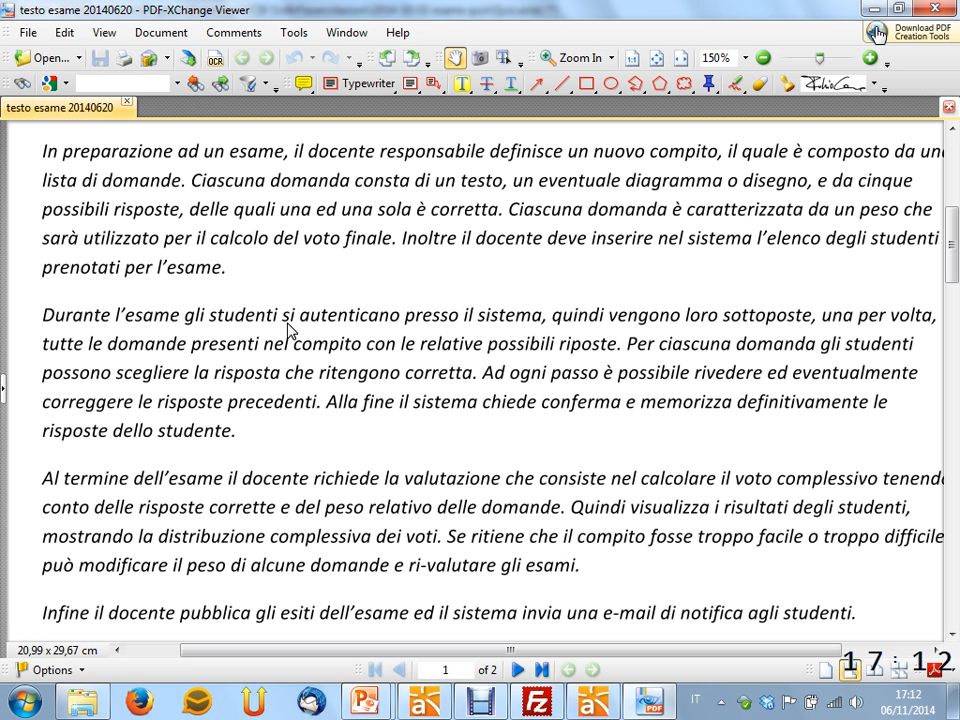 testo esame 20140620 - PDF-XChange Viewer
File Edit View Document Comments Tools Window Help
Download PDF
Creation Tools
Open... OCR Zoom In 150%
Typewriter
testo esame 20140620
In preparazione ad un esame, il docente responsabile definisce un nuovo compito, il quale è composto da una
lista di domande. Ciascuna domanda consta di un testo, un eventuale diagramma o disegno, e da cinque
possibili risposte, delle quali una ed una sola è corretta. Ciascuna domanda è caratterizzata da un peso che
sarà utilizzato per il calcolo del voto finale. Inoltre il docente deve inserire nel sistema l’elenco degli studenti
prenotati per l’esame.
Durante l’esame gli studenti si autenticano presso il sistema, quindi vengono loro sottoposte, una per volta,
tutte le domande presenti nel compito con le relative possibili riposte. Per ciascuna domanda gli studenti
possono scegliere la risposta che ritengono corretta. Ad ogni passo è possibile rivedere ed eventualmente
correggere le risposte precedenti. Alla fine il sistema chiede conferma e memorizza definitivamente le
risposte dello studente.
Al termine dell’esame il docente richiede la valutazione che consiste nel calcolare il voto complessivo tenendo
conto delle risposte corrette e del peso relativo delle domande. Quindi visualizza i risultati degli studenti,
mostrando la distribuzione complessiva dei voti. Se ritiene che il compito fosse troppo facile o troppo difficile
può modificare il peso di alcune domande e ri-valutare gli esami.
Infine il docente pubblica gli esiti dell’esame ed il sistema invia una e-mail di notifica agli studenti.
20,99 x 29,67 cm
Options 1 of 2
17:12
IT 17:12
06/11/2014